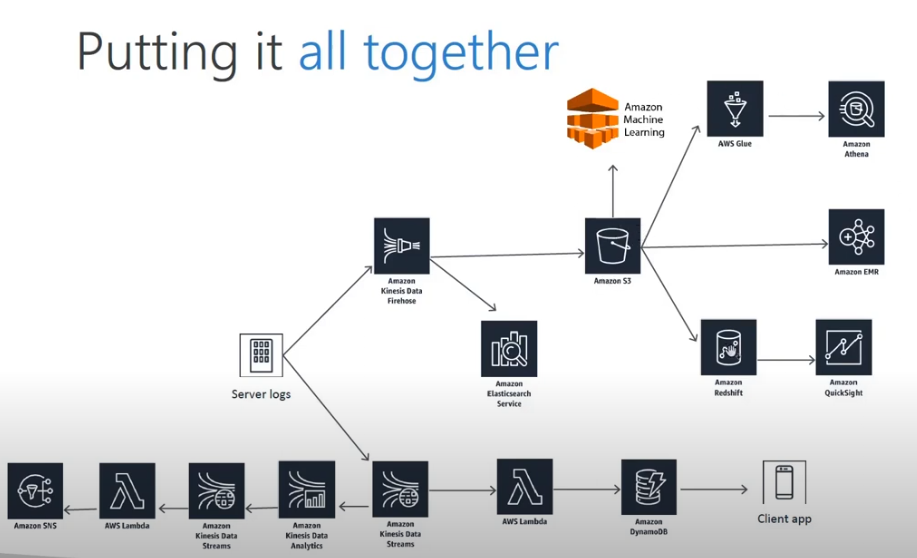 Putting it all together
Amazon
Machine
Learning
AWS Glue
Amazon
Athena
Amazon
Kinesis Data
Firehose
Amazon S3
Amazon EMR
Amazon
Elasticsearch
Service
Amazon
Redshift
Amazon
QuickSight
Server logs
Amazon SNS
AWS Lambda
Amazon
Kinesis Data
Streams
Amazon
Kinesis Data
Analytics
Amazon
Kinesis Data
Streams
AWS Lambda
Amazon
DynamoDB
Client app